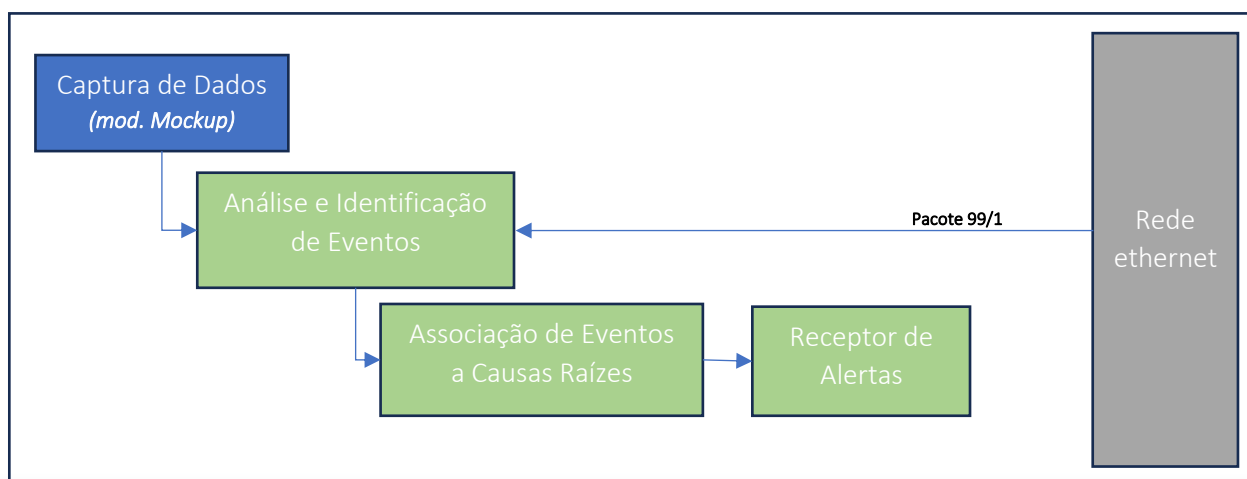 Captura de Dados
(mod. Mockup)
Análise e Identificação
de Eventos
Pacote 99/1
Rede
ethernet
Associação de Eventos
a Causas Raízes
Receptor de
Alertas